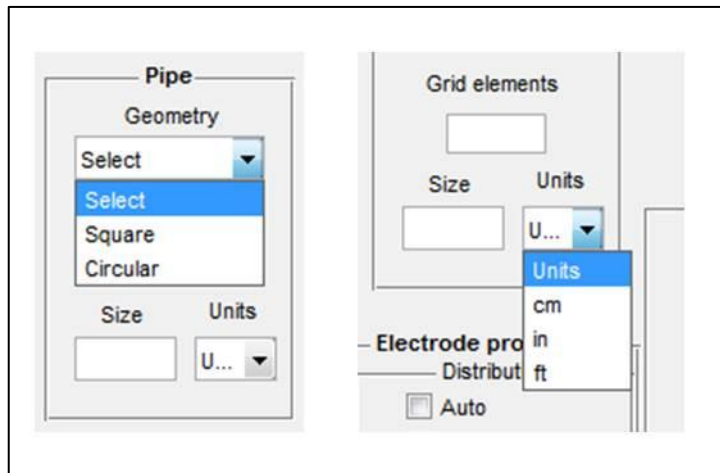 Pipe
Geometry
Select
Select
Square
Circular
Size Units
U...
Grid elements
Size Units
U...
Units
cm
in
ft
Electrode pro
Distribut
Auto